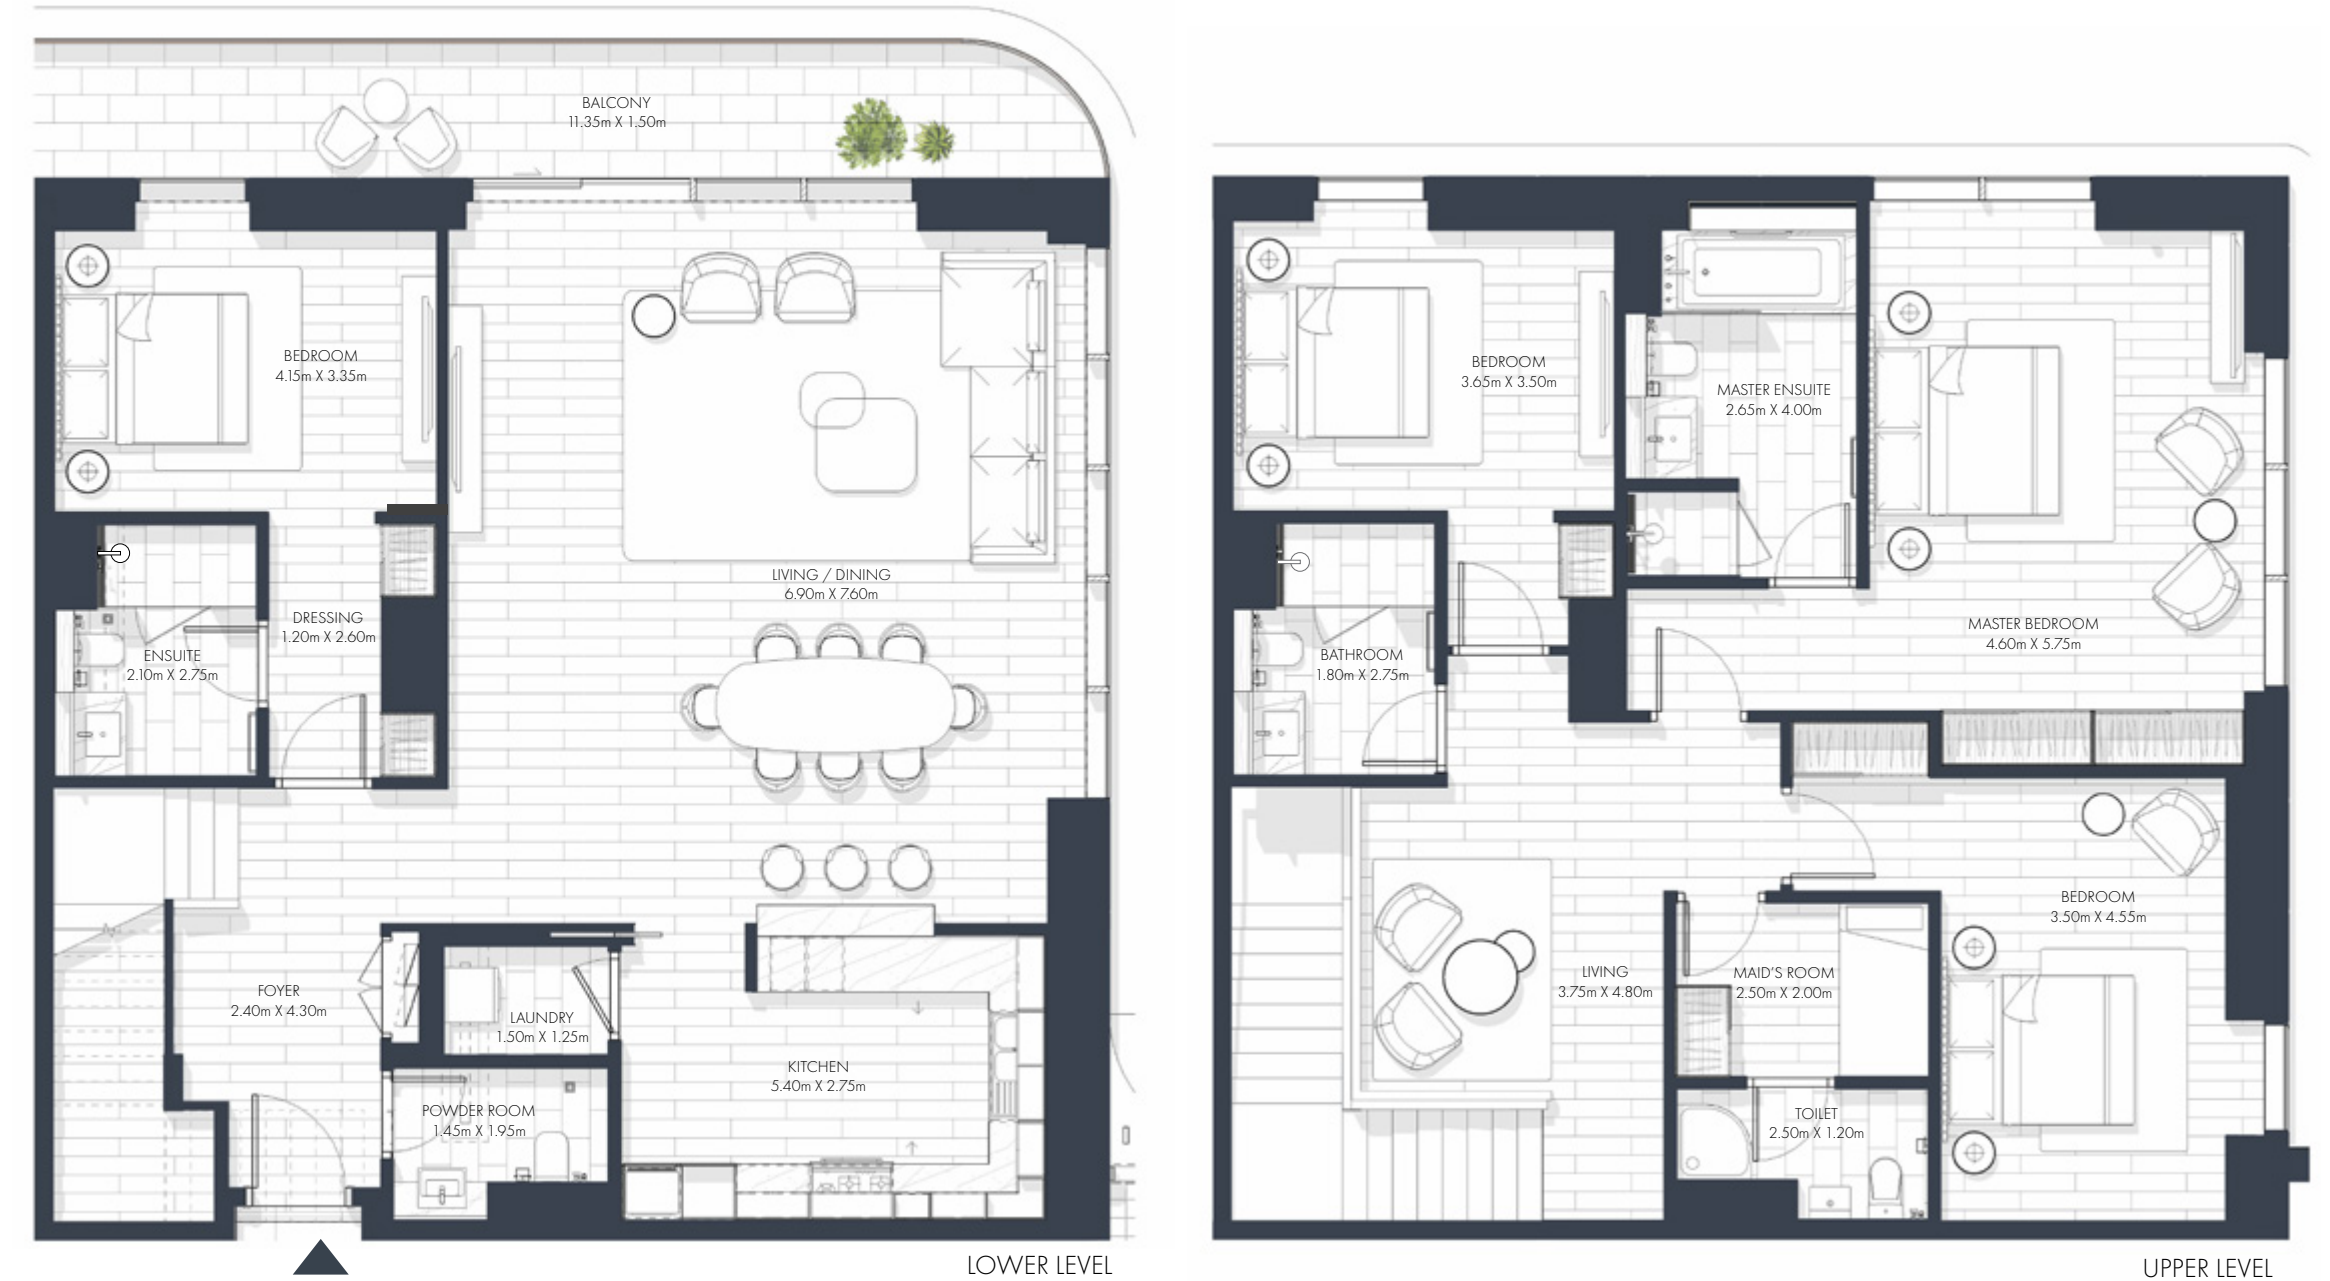 BALCONY
11.35m X 1.50m
BEDROOM
4.15m X 3.35m
LIVING / DINING
6.90m X 7.60m
DRESSING
1.20m X 2.60m
ENSUITE
2.10m X 2.75m
FOYER
2.40m X 4.30m
LAUNDRY
1.50m X 1.25m
KITCHEN
5.40m X 2.75m
POWDER ROOM
1.45m X 1.95m
LOWER LEVEL
BEDROOM
3.65m X 3.50m
MASTER ENSUITE
2.65m X 4.00m
MASTER BEDROOM
4.60m X 5.75m
BATHROOM
1.80m X 2.75m
BEDROOM
3.50m X 4.55m
LIVING
3.75m X 4.80m
MAID'S ROOM
2.50m X 2.00m
TOILET
2.50m X 1.20m
UPPER LEVEL